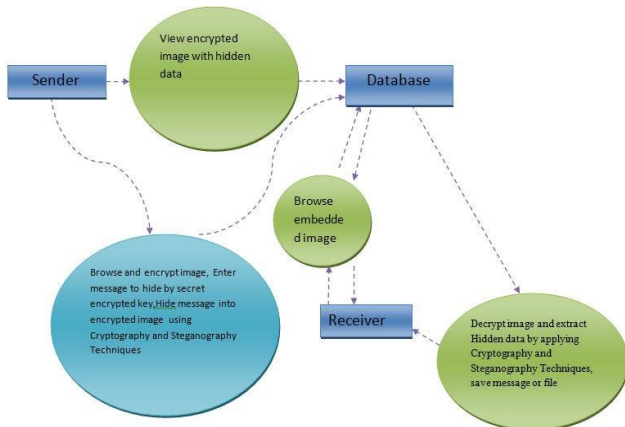 View encrypted
image with hidden
data
Sender
Database
Browse
embedde
d image
Browse and encrypt image, Enter
message to hide by secret
encrypted key,Hide message into
encrypted image using
Cryptography and Steganography
Techniques
Receiver
Decrypt image and extract
Hidden data by applying
Cryptography and
Steganography Techniques,
save message or file